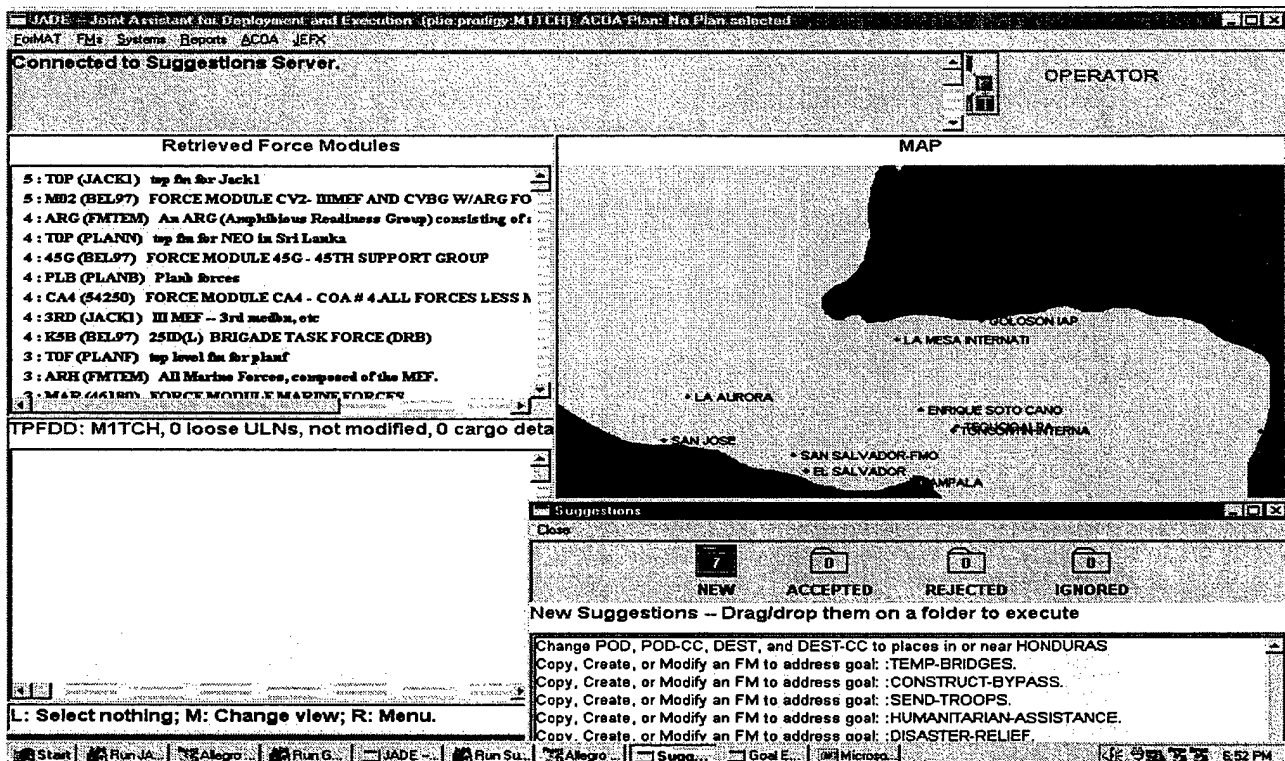 JADE -- Joint Assistant for Deployment and Execution (plio:prodigy:M1TCH) ACOA Plan: No Plan selected
ForMAT FMs Systems Reports ACOA JEFX
Connected to Suggestions Server.
OPERATOR
Retrieved Force Modules
5 : TOP (JACK1) top fm for Jack1
5 : M02 (BEL97) FORCE MODULE CV2- IIIMEF AND CVBG W/ARG FO
4 : ARG (FMTEM) An ARG (Amphibious Readiness Group) consisting of
4 : TOP (PLANN) top fm for NEO in Sri Lanka
4 : 45G (BEL97) FORCE MODULE 45G - 45TH SUPPORT GROUP
4 : PLB (PLANB) Planb forces
4 : CA4 (54250) FORCE MODULE CA4 - COA # 4 ALL FORCES LESS
4 : 3RD (JACK1) III MEF -- 3rd medbn, etc
4 : K5B (BEL97) 25ID(L) BRIGADE TASK FORCE (DRB)
3 : TOF (PLANF) top level fm for planf
3 : ARH (FMTEM) All Marine Forces, composed of the MEF.
3 : MAR (46180) FORCE MODULE MARINE FORCES
MAP
GOLOSON IAP
LA MESA INTERNATI
LA AURORA
ENRIQUE SOTO CANO
SAN JOSE
SAN SALVADOR-FMO
EL SALVADOR
AMPALA
TPFDD: M1TCH, 0 loose ULNs, not modified, 0 cargo deta
L: Select nothing; M: Change view; R: Menu.
Suggestions
Close
7 0 0 0
NEW ACCEPTED REJECTED IGNORED
New Suggestions -- Drag/drop them on a folder to execute
Change POD, POD-CC, DEST, and DEST-CC to places in or near HONDURAS
Copy, Create, or Modify an FM to address goal: :TEMP-BRIDGES.
Copy, Create, or Modify an FM to address goal: :CONSTRUCT-BYPASS.
Copy, Create, or Modify an FM to address goal: :SEND-TROOPS.
Copy, Create, or Modify an FM to address goal: :HUMANITARIAN-ASSISTANCE.
Copy, Create, or Modify an FM to address goal: :DISASTER-RELIEF.
Start Run JA... Allegro ... Run G... JADE -... Run Su... Allegro ... Sugg... Goal E... Microso... 6:52 PM